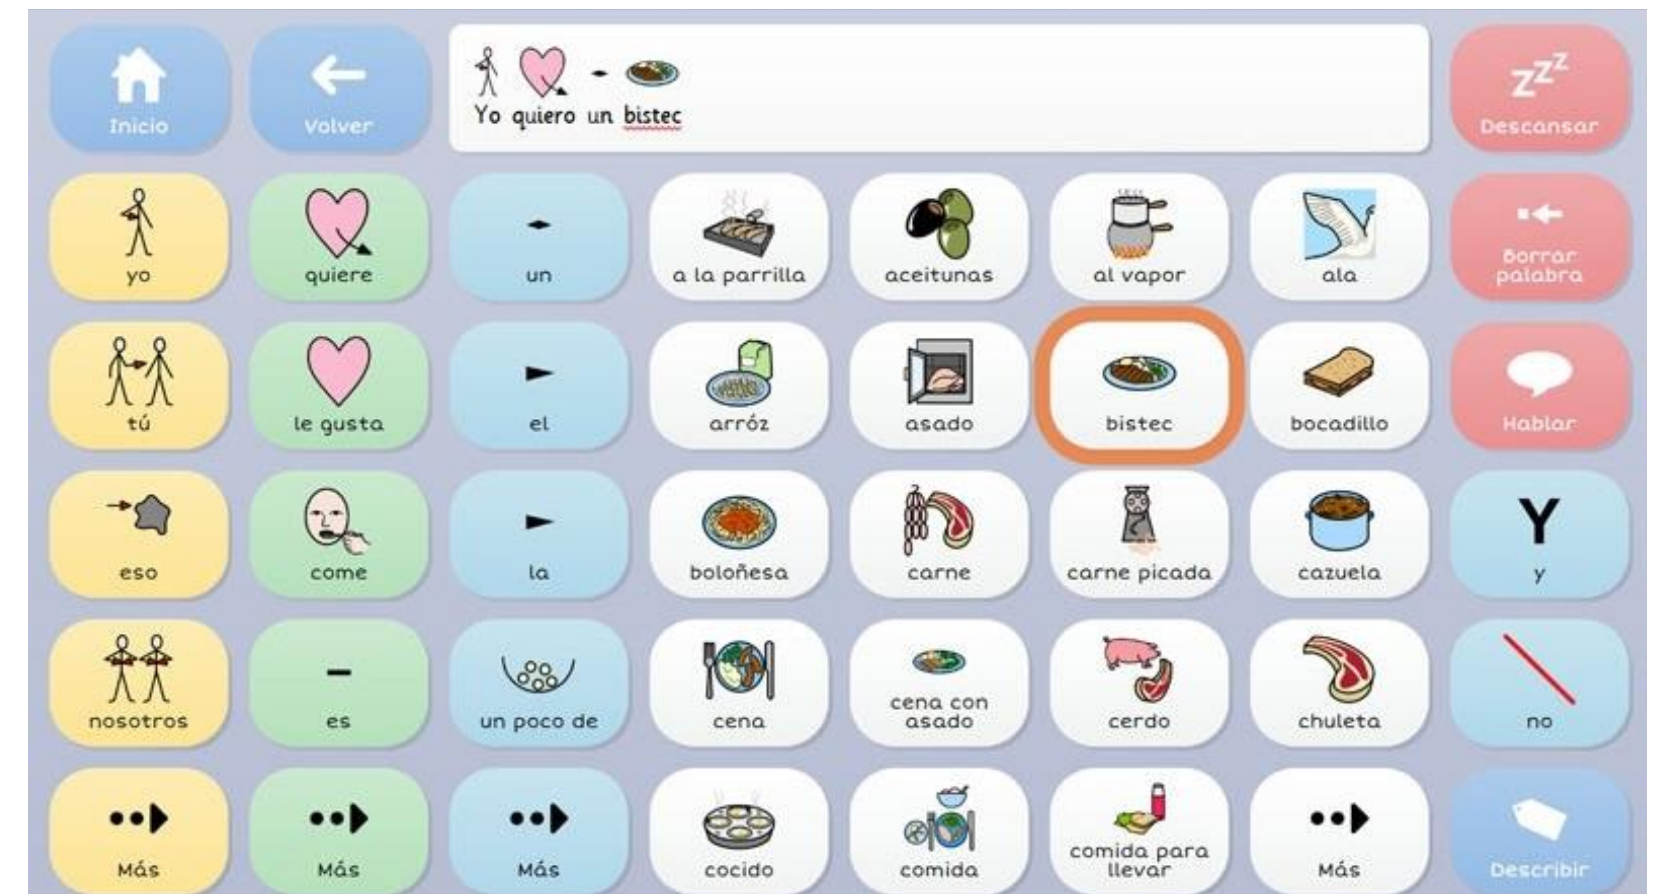 Inicio
Volver
Yo quiero un bistec
zzz
Descansar
yo
quiere
un
a la parrilla
aceitunas
al vapor
ala
Borrar
palabra
tú
le gusta
el
arróz
asado
bistec
bocadillo
Hablar
eso
come
la
boloñesa
carne
carne picada
cazuela
Y
y
nosotros
es
un poco de
cena
cena con
asado
cerdo
chuleta
no
Más
Más
Más
cocido
comida
comida para
llevar
Más
Describir